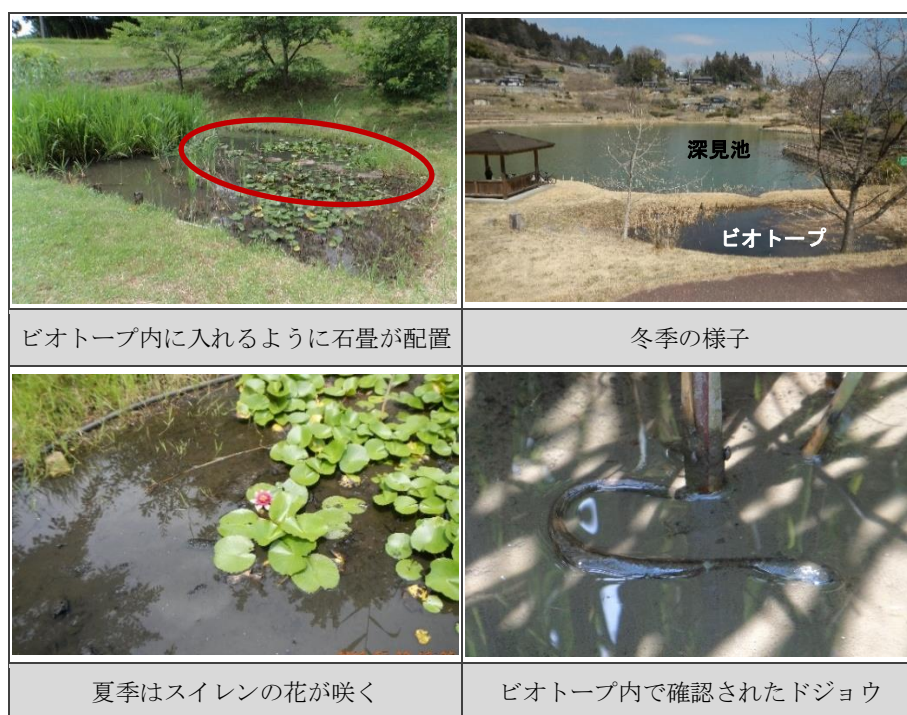 深見池
ビオトープ
ビオトープ内に入れるように石畳が配置
冬季の様子
夏季はスイレンの花が咲く
ビオトープ内で確認されたドジョウ